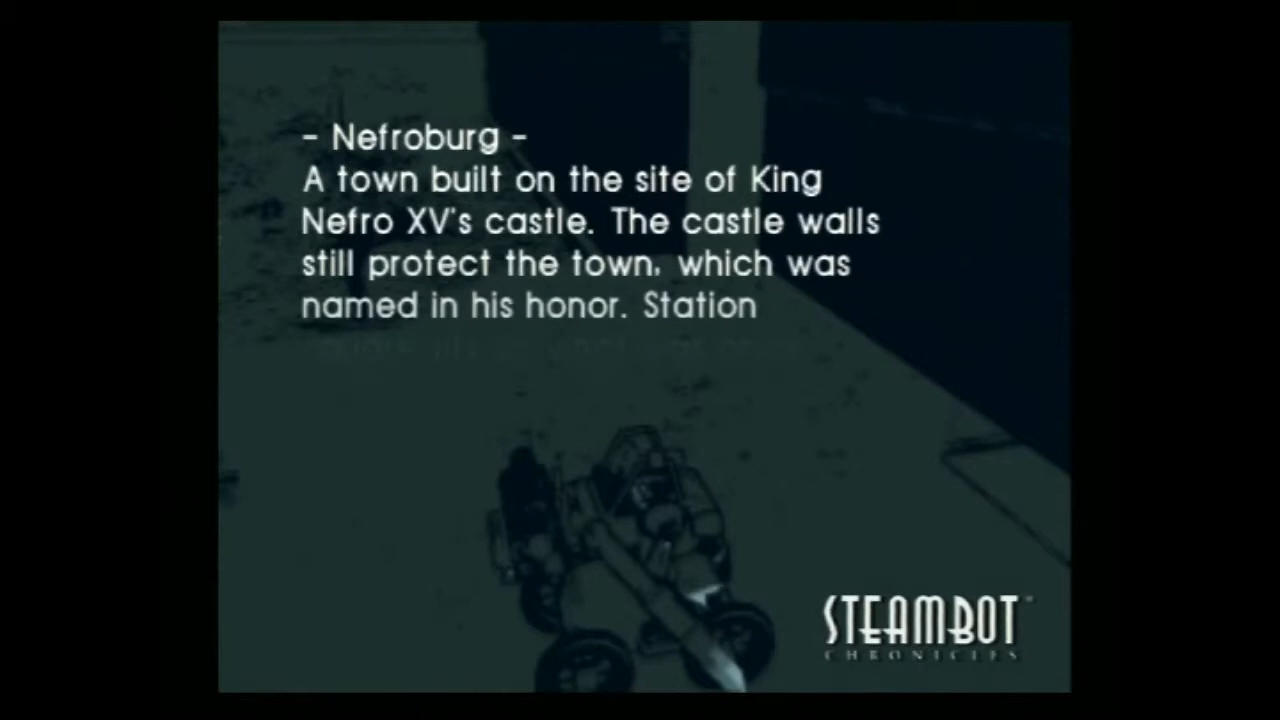 - Nefroburg -
A town built on the site of King
Nefro XV's castle. The castle walls
still protect the town, which was
named in his honor. Station
STEAMBOT
CHRONICLES